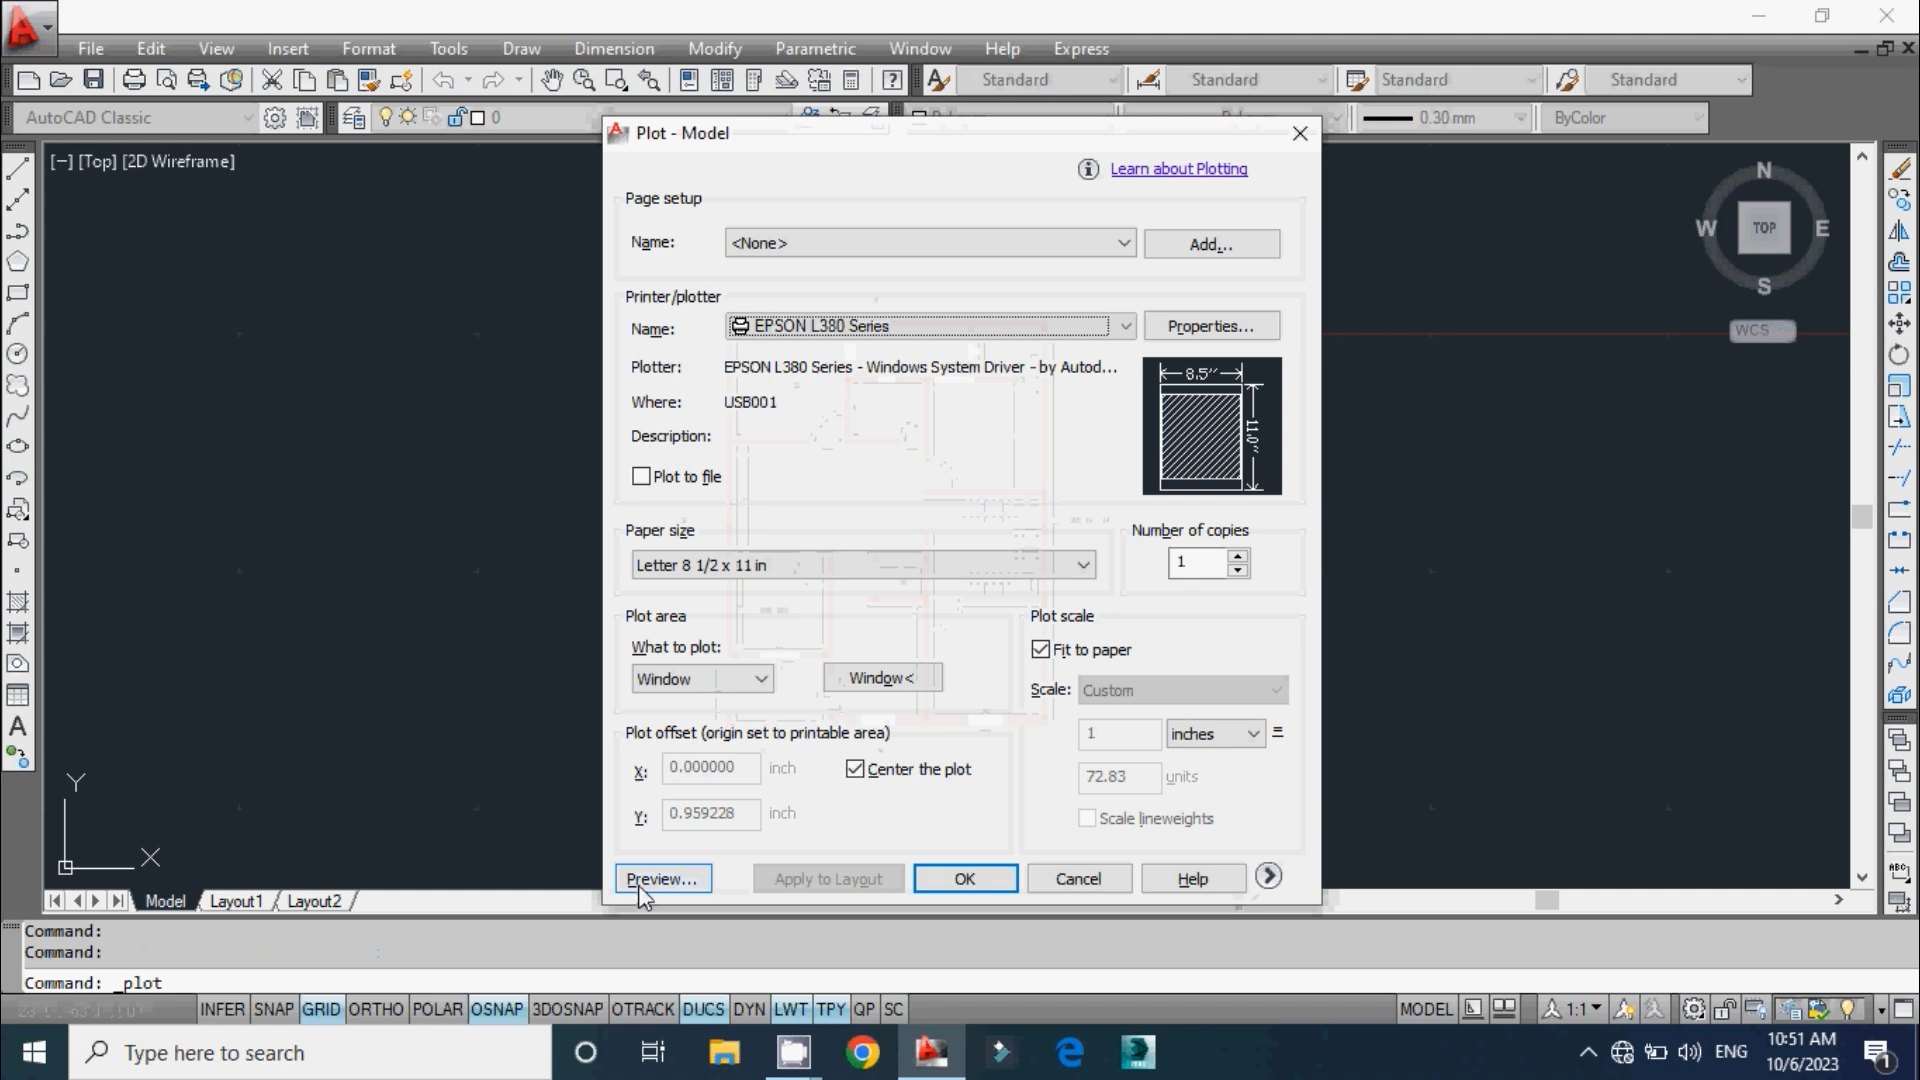 File Edit View Insert Format Tools Draw Dimension Modify Parametric Window Help Express
Standard Standard Standard Standard
AutoCAD Classic 0 0.30 mm ByColor
[−] [Top] [2D Wireframe]
Plot - Model
Learn about Plotting
Page setup
Name: <None> Add...
Printer/plotter
Name: EPSON L380 Series Properties...
Plotter: EPSON L380 Series - Windows System Driver - by Autod...
Where: USB001
Description:
Plot to file
8.5″
11.0″
Paper size
Letter 8 1/2 x 11 in
Number of copies
1
Plot area
What to plot:
Window Window<
Plot scale
Fit to paper
Scale: Custom
1 inches =
72.83 units
Scale lineweights
Plot offset (origin set to printable area)
X: 0.000000 inch Center the plot
Y: 0.959228 inch
Preview... Apply to Layout OK Cancel Help
N
W TOP E
S
WCS
Y
X
Model Layout1 Layout2
Command:
Command:
Command: _plot
INFER SNAP GRID ORTHO POLAR OSNAP 3DOSNAP OTRACK DUCS DYN LWT TPY QP SC MODEL 1:1
Type here to search
ENG
10:51 AM
10/6/2023
1